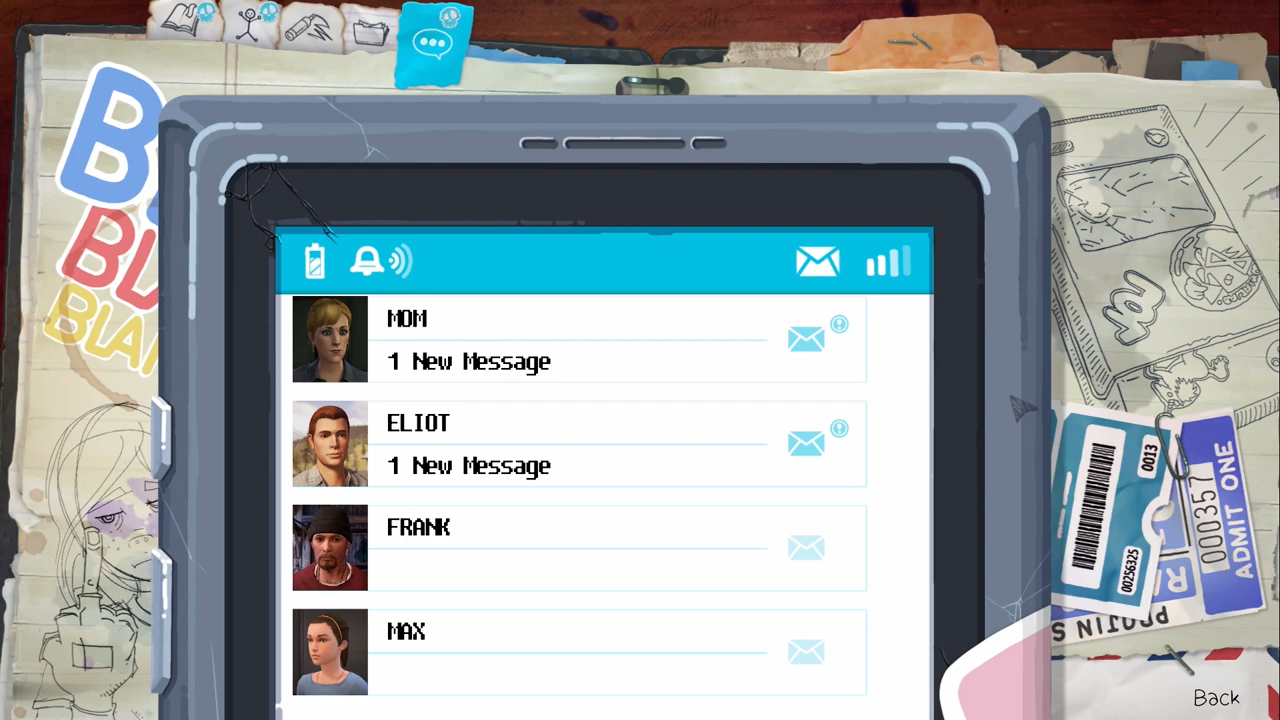 MOM
1 New Message
ELIOT
1 New Message
FRANK
MAX
0013
00256325
000357
ADMIT ONE
Back